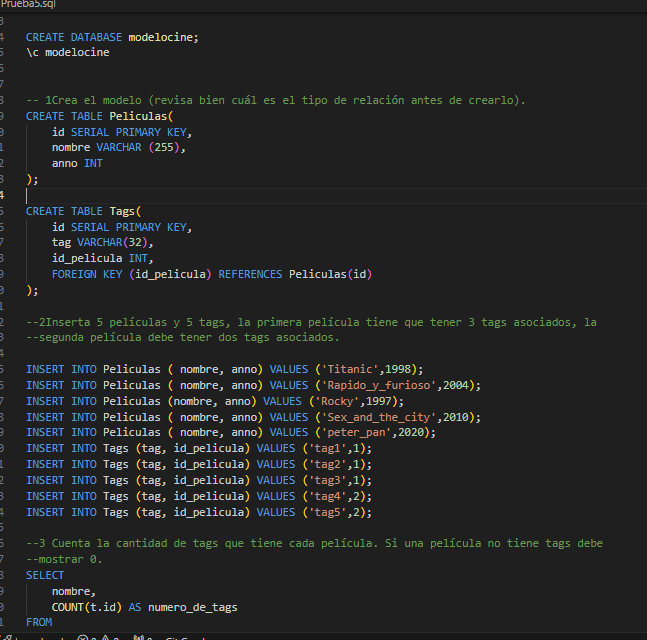 Prueba5.sql
CREATE DATABASE modelocine;
\c modelocine
-- 1Crea el modelo (revisa bien cuál es el tipo de relación antes de crearlo).
CREATE TABLE Peliculas(
id SERIAL PRIMARY KEY,
nombre VARCHAR (255),
anno INT
);
CREATE TABLE Tags(
id SERIAL PRIMARY KEY,
tag VARCHAR(32),
id_pelicula INT,
FOREIGN KEY (id_pelicula) REFERENCES Peliculas(id)
);
--2Inserta 5 películas y 5 tags, la primera película tiene que tener 3 tags asociados, la
--segunda película debe tener dos tags asociados.
INSERT INTO Peliculas ( nombre, anno) VALUES ('Titanic',1998);
INSERT INTO Peliculas ( nombre, anno) VALUES ('Rapido_y_furioso',2004);
INSERT INTO Peliculas (nombre, anno) VALUES ('Rocky',1997);
INSERT INTO Peliculas ( nombre, anno) VALUES ('Sex_and_the_city',2010);
INSERT INTO Peliculas ( nombre, anno) VALUES ('peter_pan',2020);
INSERT INTO Tags (tag, id_pelicula) VALUES ('tag1',1);
INSERT INTO Tags (tag, id_pelicula) VALUES ('tag2',1);
INSERT INTO Tags (tag, id_pelicula) VALUES ('tag3',1);
INSERT INTO Tags (tag, id_pelicula) VALUES ('tag4',2);
INSERT INTO Tags (tag, id_pelicula) VALUES ('tag5',2);
--3 Cuenta la cantidad de tags que tiene cada película. Si una película no tiene tags debe
--mostrar 0.
SELECT
nombre,
COUNT(t.id) AS numero_de_tags
FROM